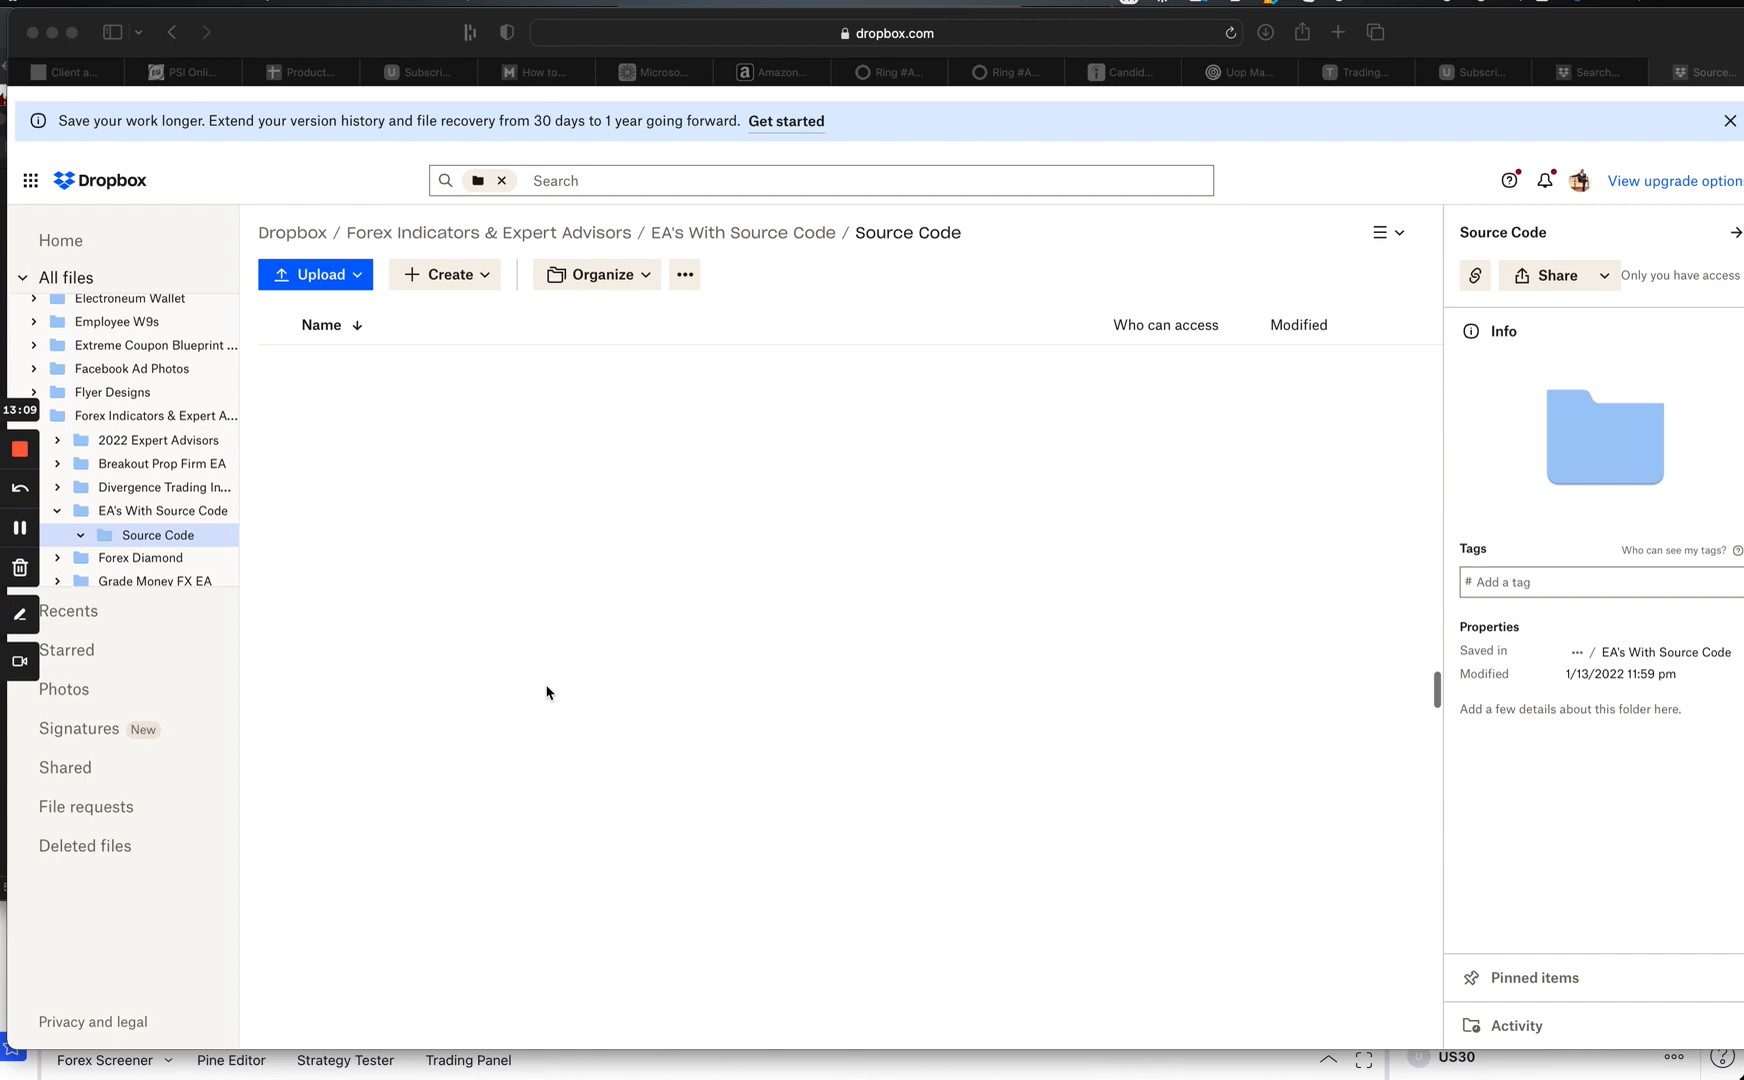 dropbox.com
Client a...
PSI Onli...
Product...
Subscri...
How to...
Microso...
Amazon...
Ring #A...
Ring #A...
Candid...
Uop Ma...
Trading...
Subscri...
Search...
Source...
Save your work longer. Extend your version history and file recovery from 30 days to 1 year going forward. Get started
Dropbox
Search
View upgrade option
Home
All files
Electroneum Wallet
Employee W9s
Extreme Coupon Blueprint ...
Facebook Ad Photos
Flyer Designs
Forex Indicators & Expert A...
2022 Expert Advisors
Breakout Prop Firm EA
Divergence Trading In...
EA's With Source Code
Source Code
Forex Diamond
Grade Money FX EA
13:09
Recents
Starred
Photos
Signatures New
Shared
File requests
Deleted files
Privacy and legal
Dropbox / Forex Indicators & Expert Advisors / EA's With Source Code / Source Code
Upload
Create
Organize
Name
Who can access
Modified
Source Code
Share
Only you have access
Info
Tags
Who can see my tags?
# Add a tag
Properties
Saved in ... / EA's With Source Code
Modified 1/13/2022 11:59 pm
Add a few details about this folder here.
Pinned items
Activity
Forex Screener
Pine Editor
Strategy Tester
Trading Panel
US30